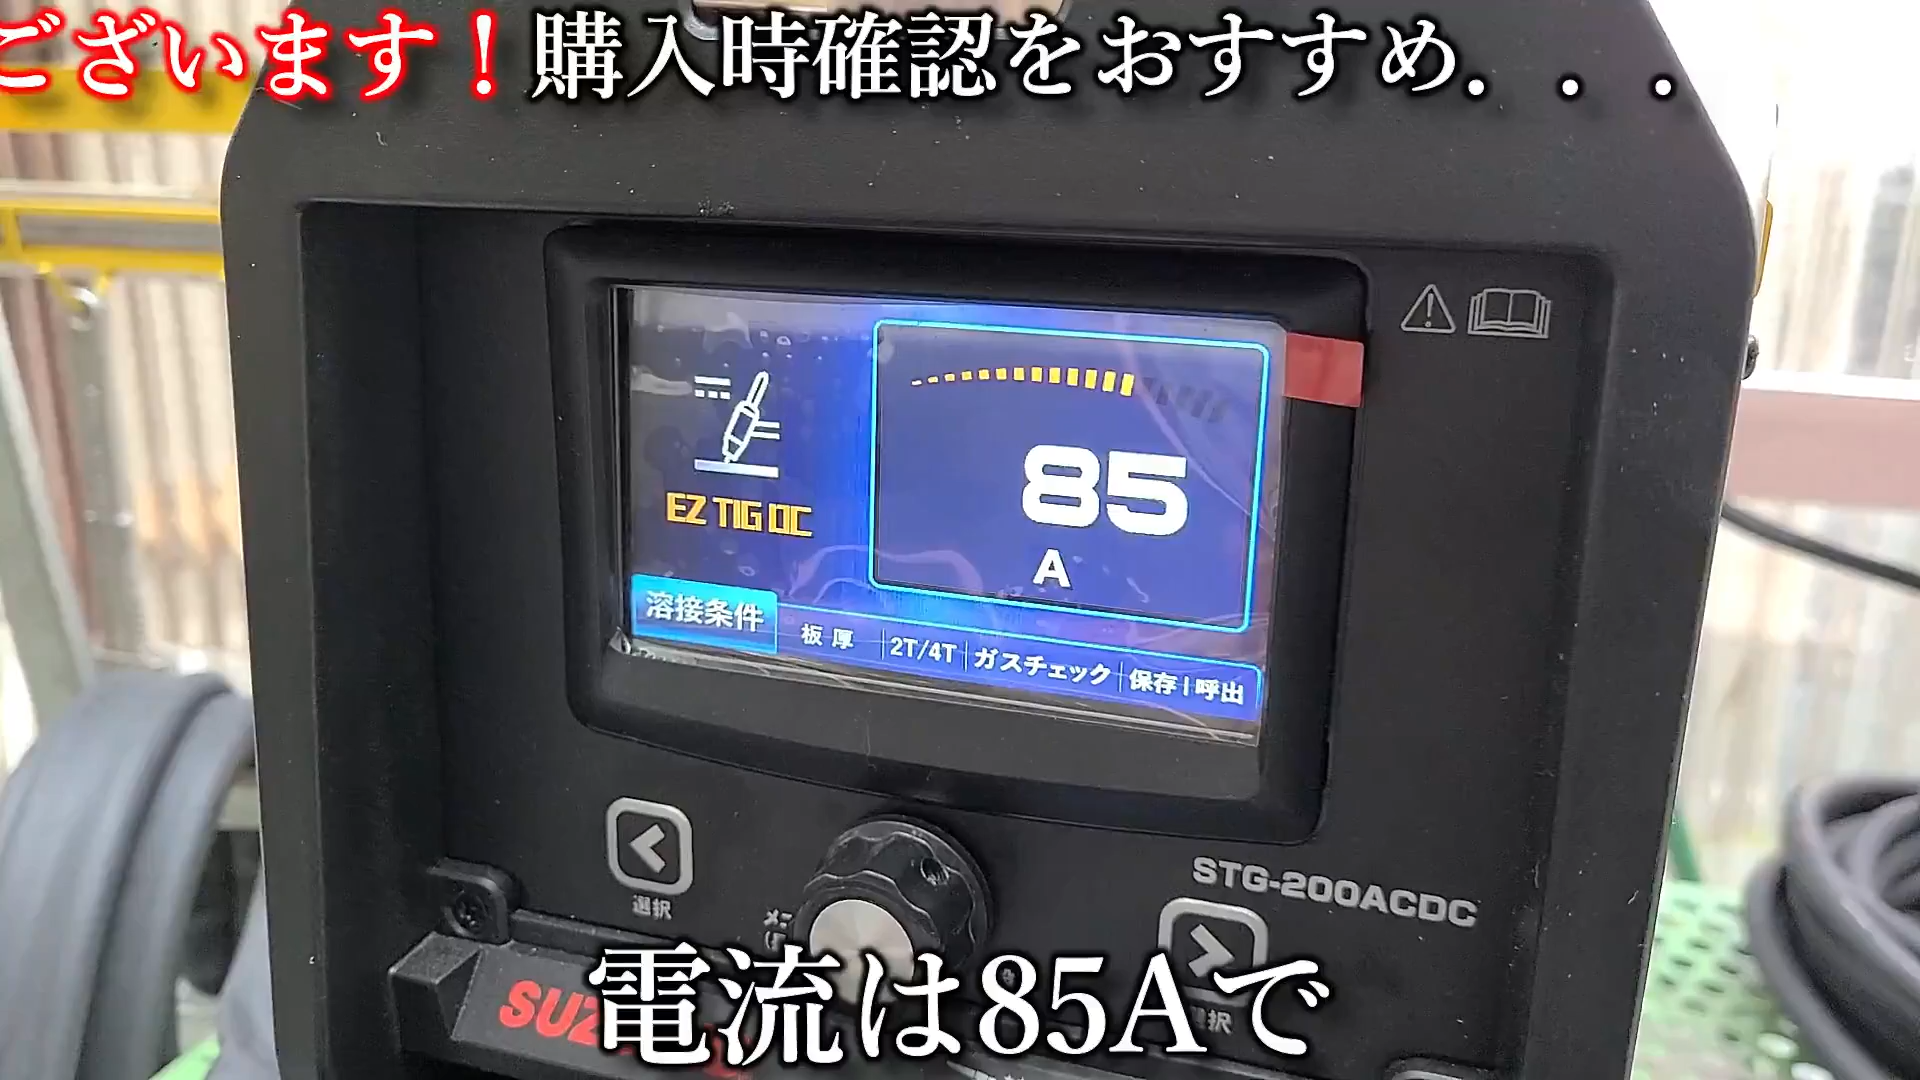 ございます！購入時確認をおすすめ．．．
85
EZ TIG DC
A
溶接条件 板厚 2T/4T ガスチェック 保存 呼出
STG-200ACDC
選択
選択
電流は85Aで